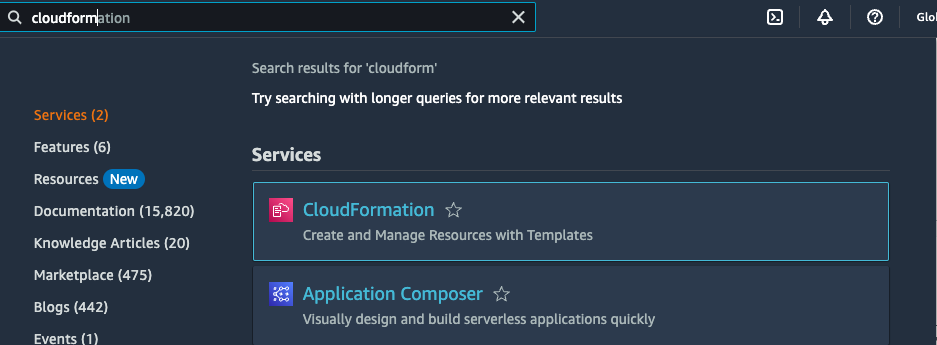 cloudformation
Glo
Search results for 'cloudform'
Try searching with longer queries for more relevant results
Services (2)
Features (6)
Resources New
Documentation (15,820)
Knowledge Articles (20)
Marketplace (475)
Blogs (442)
Events (1)
Services
CloudFormation
Create and Manage Resources with Templates
Application Composer
Visually design and build serverless applications quickly